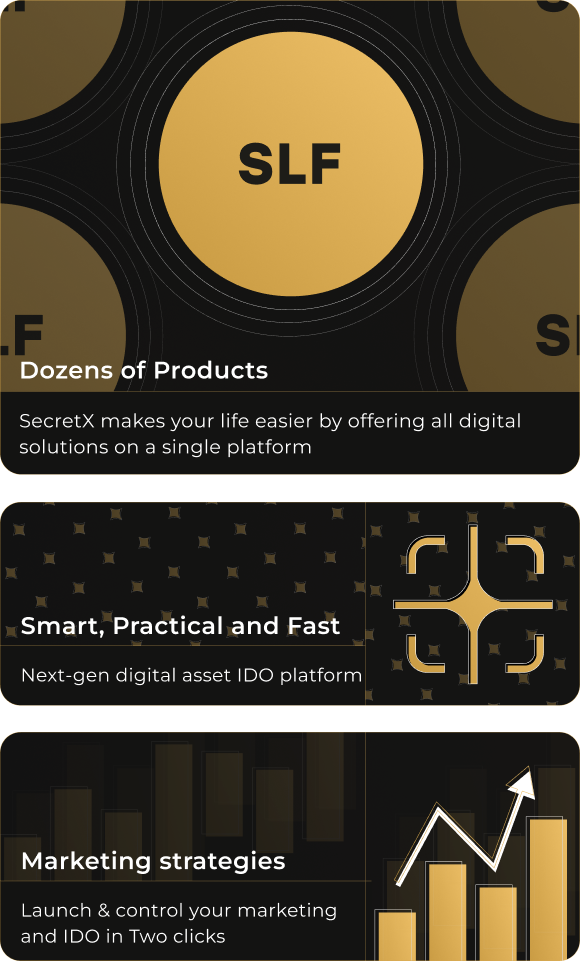 SLF
LF
S
Dozens of Products
SecretX makes your life easier by offering all digital
solutions on a single platform
Smart, Practical and Fast
Next-gen digital asset IDO platform
Marketing strategies
Launch & control your marketing
and IDO in Two clicks